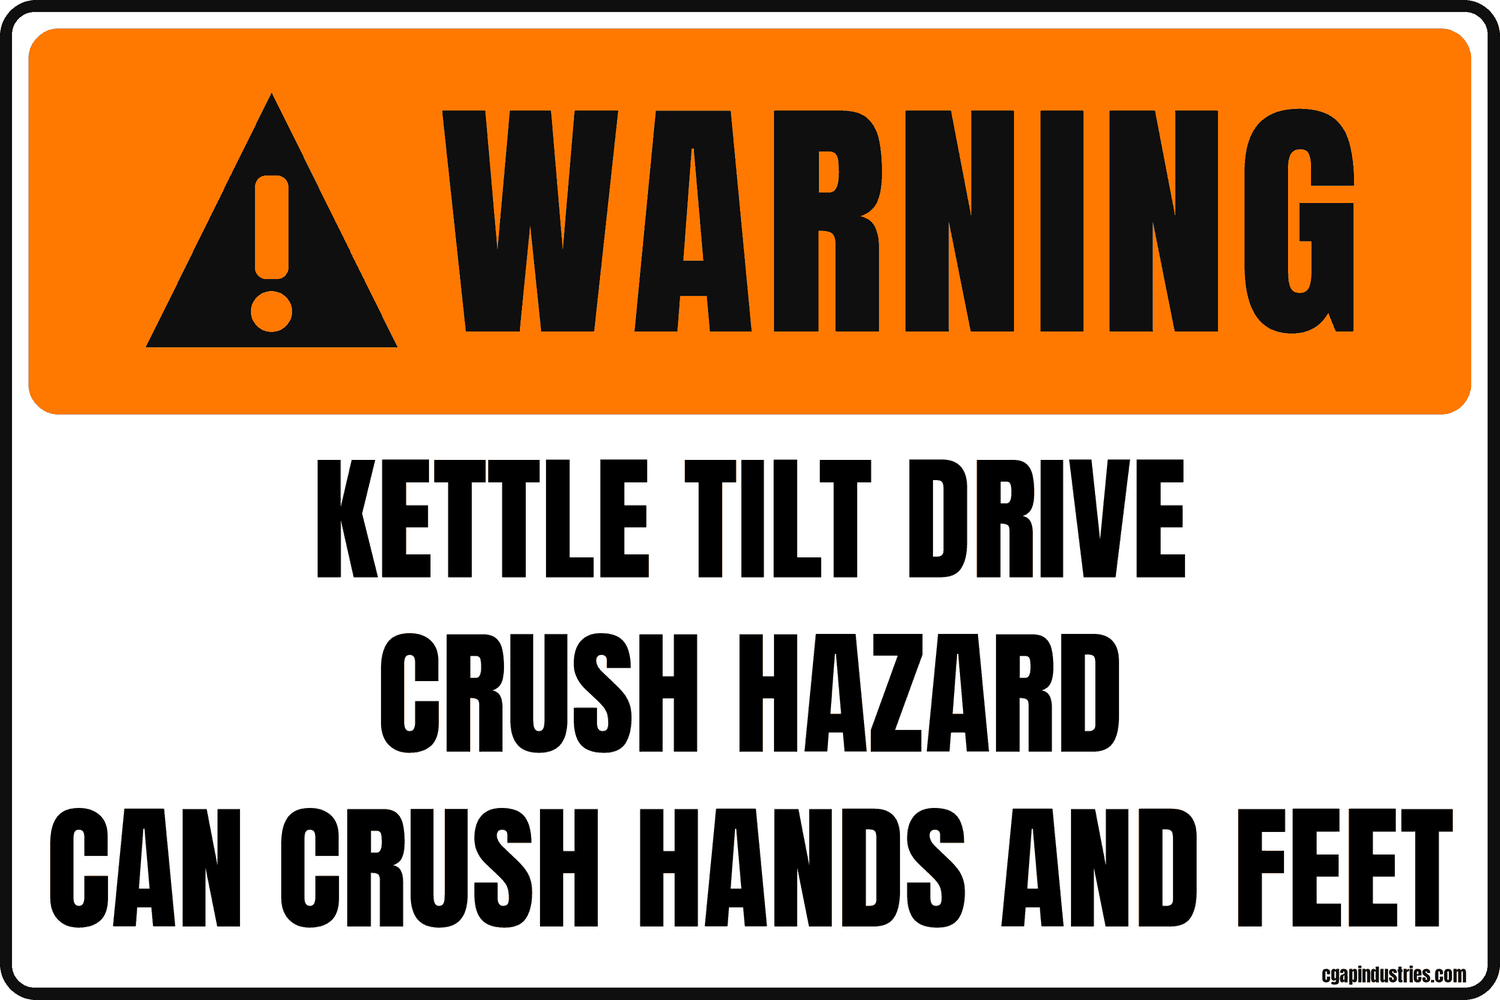 WARNING
KETTLE TILT DRIVE
CRUSH HAZARD
CAN CRUSH HANDS AND FEET
cgapindustries.com